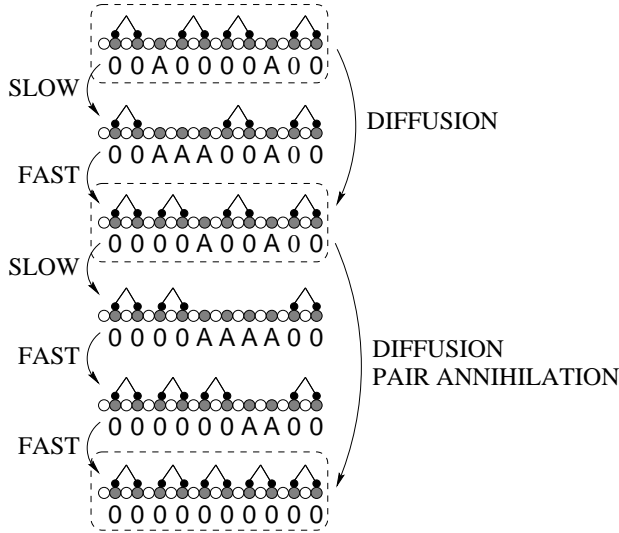 0 0 A 0 0 0 0 A 0 0
SLOW
DIFFUSION
0 0 A A A 0 0 A 0 0
FAST
0 0 0 0 A 0 0 A 0 0
SLOW
0 0 0 0 A A A A 0 0
DIFFUSION
PAIR ANNIHILATION
FAST
0 0 0 0 0 0 A A 0 0
FAST
0 0 0 0 0 0 0 0 0 0